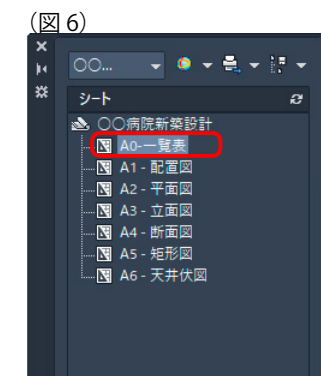 (図 6)
○○...
シート
○○病院新築設計
A0-一覧表
A1 - 配置図
A2 - 平面図
A3 - 立面図
A4 - 断面図
A5 - 矩形図
A6 - 天井伏図